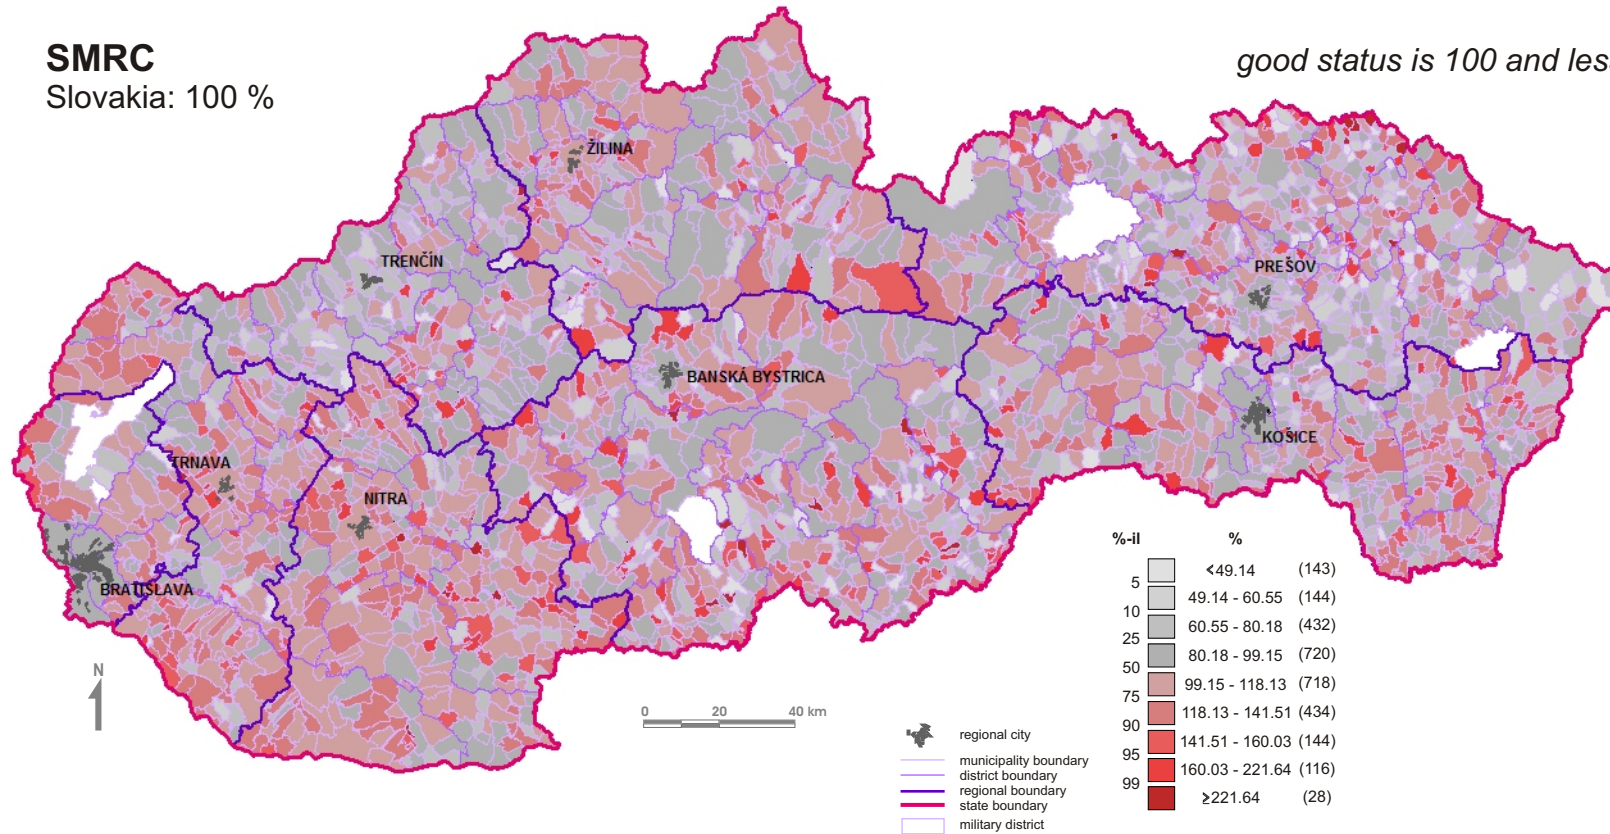 SMRC
Slovakia: 100 %
good status is 100 and less
ŽILINA
TRENČÍN
PREŠOV
BANSKÁ BYSTRICA
KOŠICE
TRNAVA
NITRA
BRATISLAVA
N
0 20 40 km
regional city
municipality boundary
district boundary
regional boundary
state boundary
military district
%-il %
<49.14 (143)
5
49.14 - 60.55 (144)
10
60.55 - 80.18 (432)
25
80.18 - 99.15 (720)
50
99.15 - 118.13 (718)
75
118.13 - 141.51 (434)
90
141.51 - 160.03 (144)
95
160.03 - 221.64 (116)
99
≥221.64 (28)